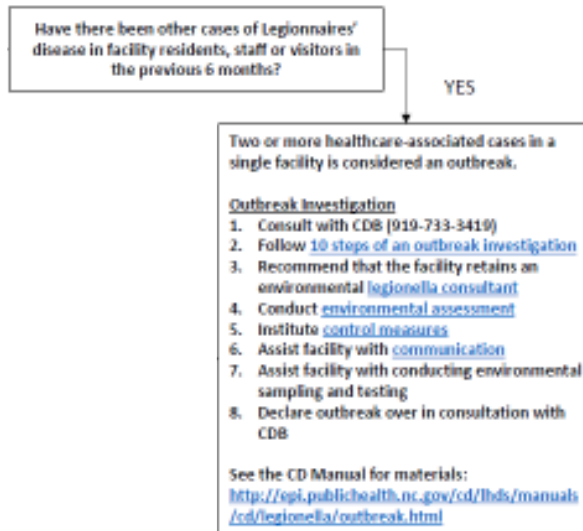 Have there been other cases of Legionnaires'
disease in facility residents, staff or visitors in
the previous 6 months?
YES
Two or more healthcare-associated cases in a
single facility is considered an outbreak.
Outbreak Investigation
1. Consult with CDB (919-733-3419)
2. Follow 10 steps of an outbreak investigation
3. Recommend that the facility retains an
environmental legionella consultant
4. Conduct environmental assessment
5. Institute control measures
6. Assist facility with communication
7. Assist facility with conducting environmental
sampling and testing
8. Declare outbreak over in consultation with
CDB
See the CD Manual for materials:
http://epi.publichealth.nc.gov/cd/lhds/manuals
/cd/legionella/outbreak.html